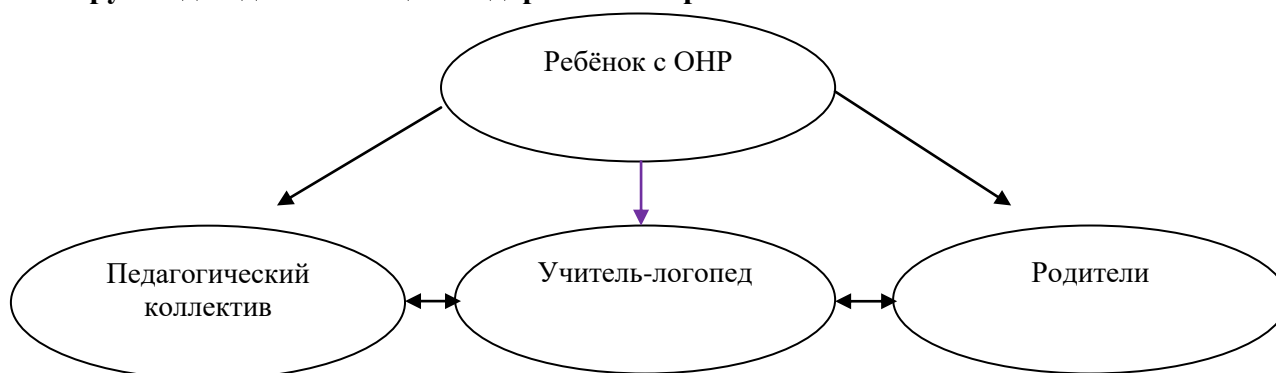 Ребёнок с ОНР
Педагогический
коллектив
Учитель-логопед
Родители